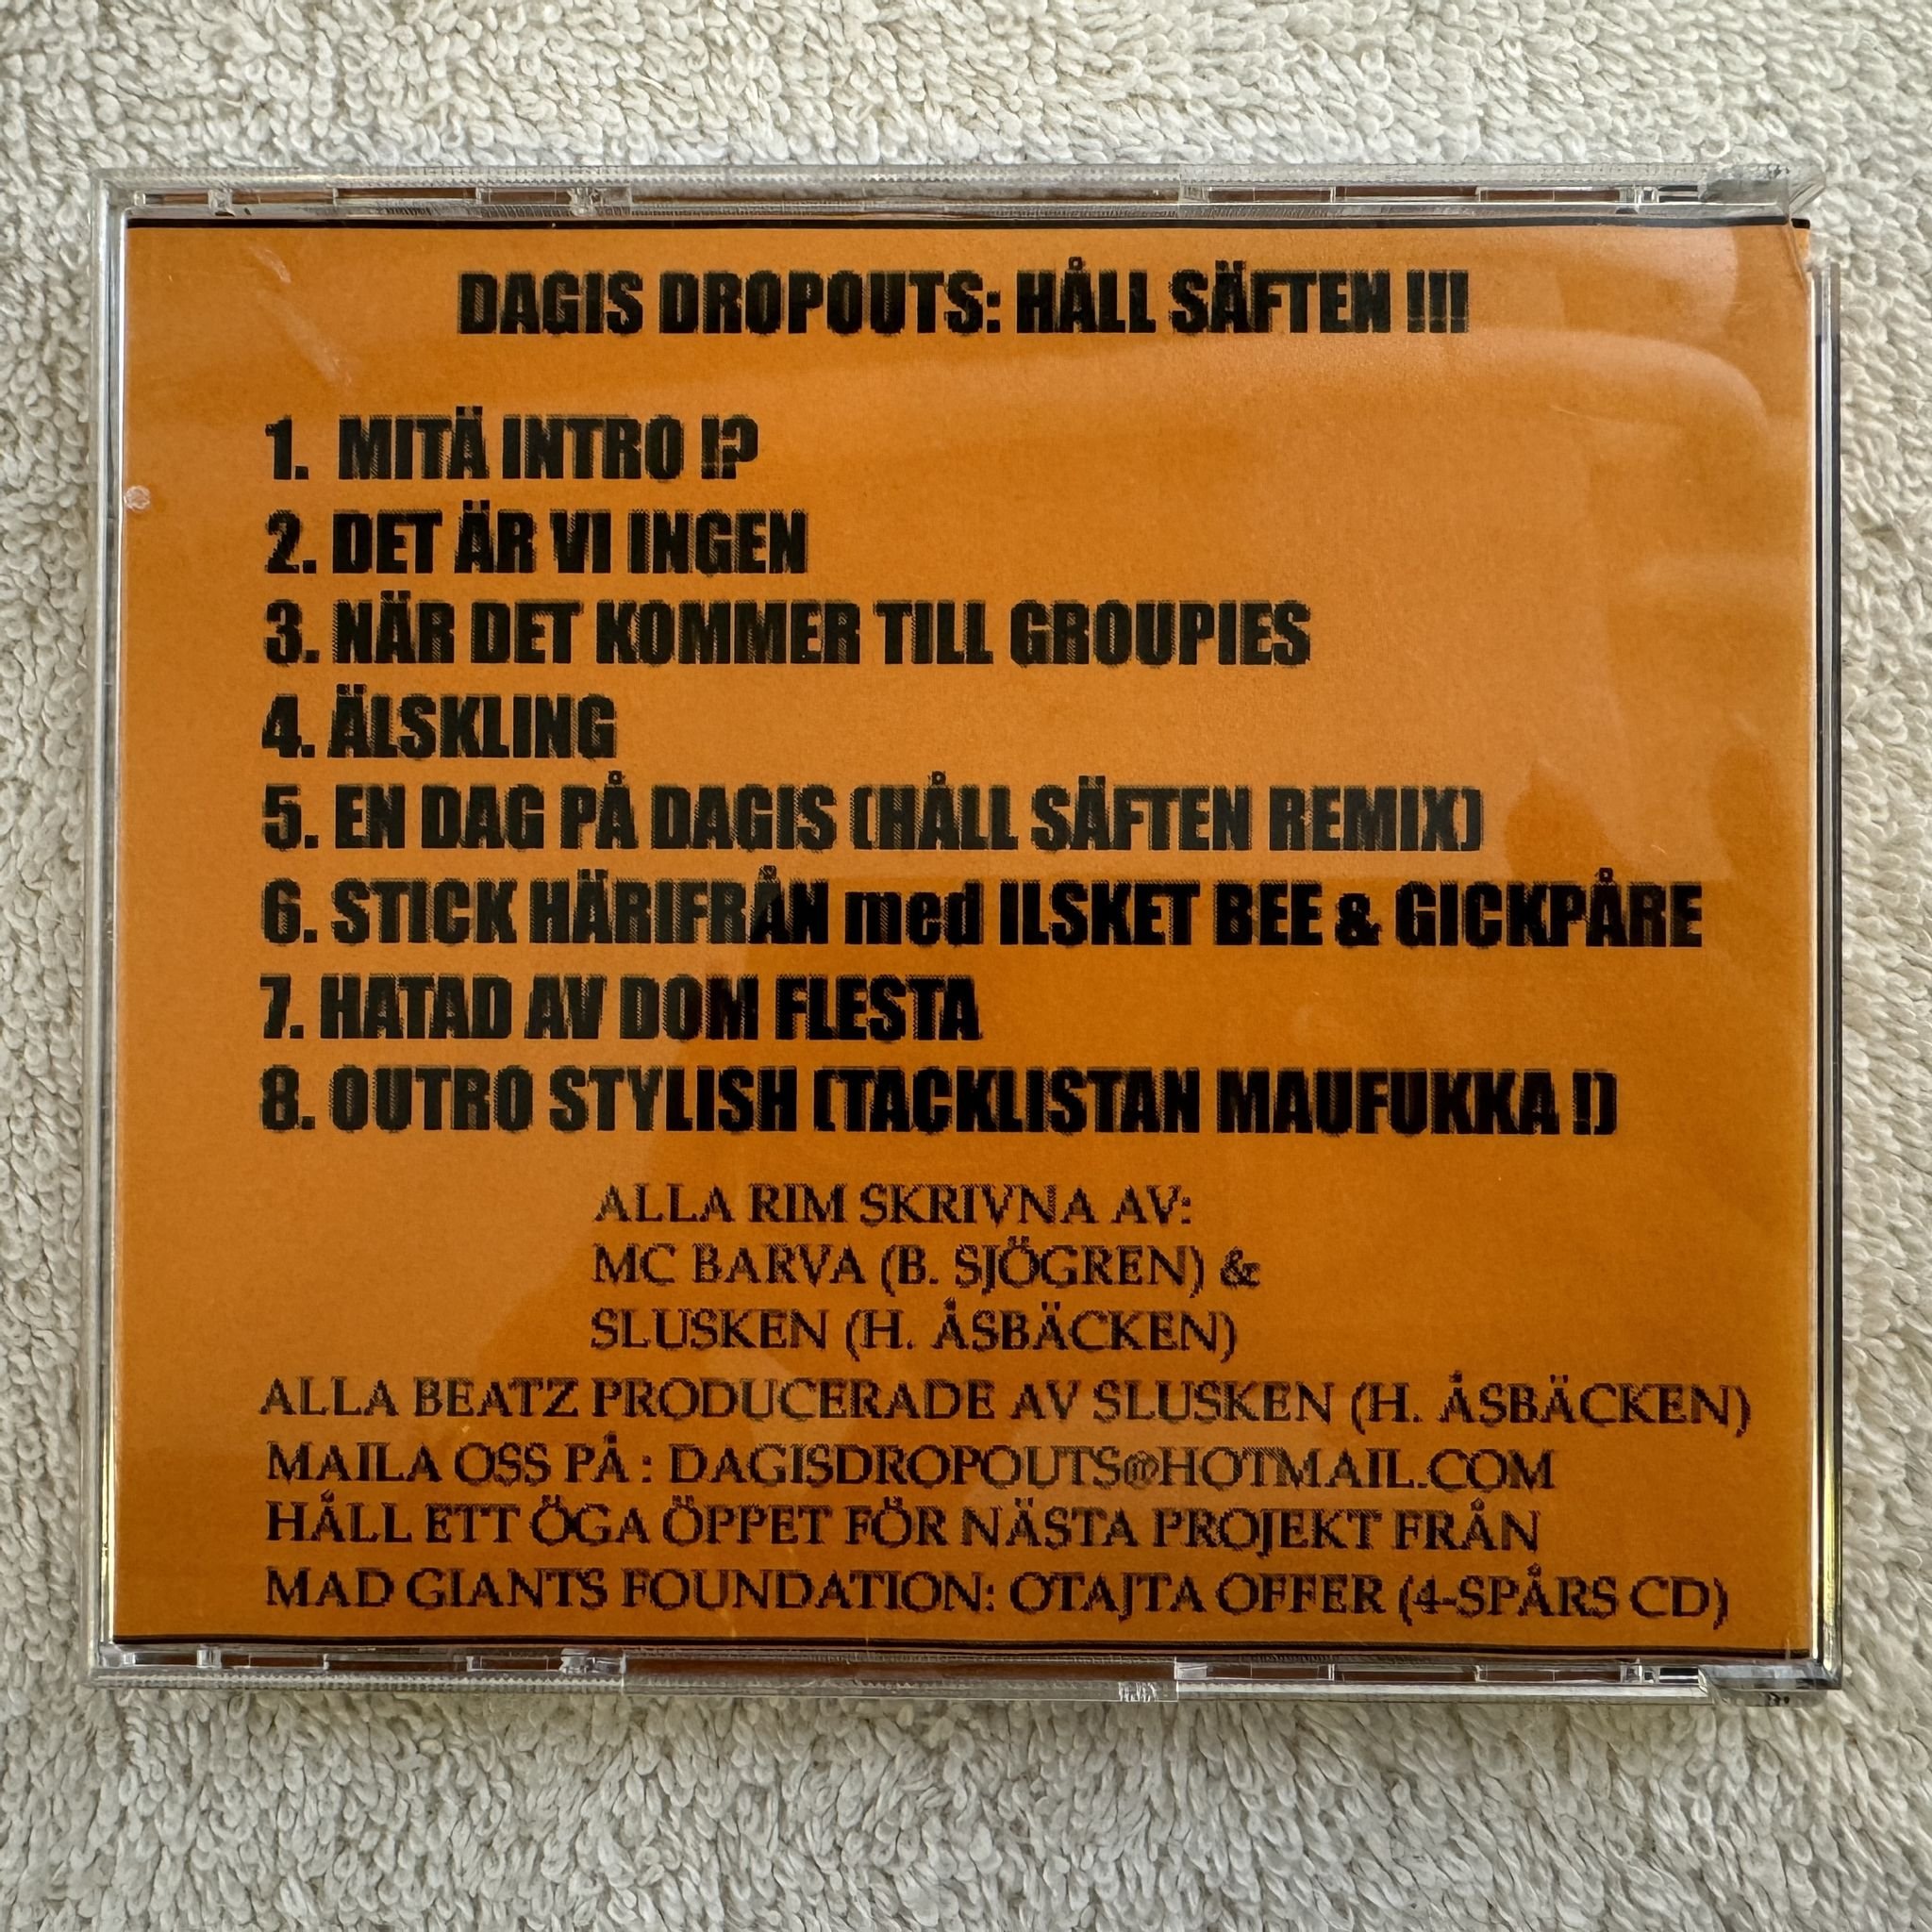 DAGIS DROPOUTS: HÅLL SÄFTEN !!!
1. MITÄ INTRO !?
2. DET ÄR VI INGEN
3. NÄR DET KOMMER TILL GROUPIES
4. ÄLSKLING
5. EN DAG PÅ DAGIS (HÅLL SÄFTEN REMIX)
6. STICK HÄRIFRÅN med ILSKET BEE & GICKPÅRE
7. HATAD AV DOM FLESTA
8. OUTRO STYLISH (TACKLISTAN MAUFUKKA !)
ALLA RIM SKRIVNA AV:
MC BARVA (B. SJÖGREN) &
SLUSKEN (H. ÅSBÄCKEN)
ALLA BEATZ PRODUCERADE AV SLUSKEN (H. ÅSBÄCKEN)
MAILA OSS PÅ : DAGISDROPOUTS@HOTMAIL.COM
HÅLL ETT ÖGA ÖPPET FÖR NÄSTA PROJEKT FRÅN
MAD GIANTS FOUNDATION: OTAJTA OFFER (4-SPÅRS CD)